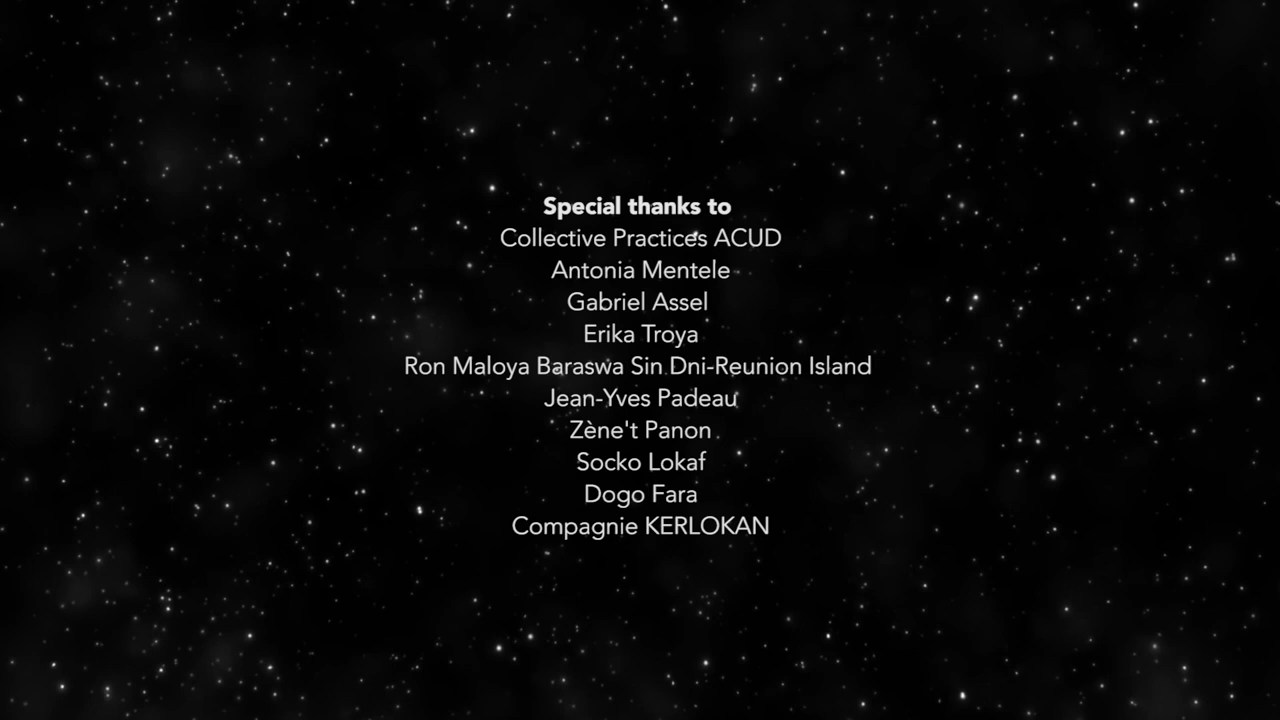 Special thanks to
Collective Practices ACUD
Antonia Mentele
Gabriel Assel
Erika Troya
Ron Maloya Baraswa Sin Dni-Reunion Island
Jean-Yves Padeau
Zène't Panon
Socko Lokaf
Dogo Fara
Compagnie KERLOKAN